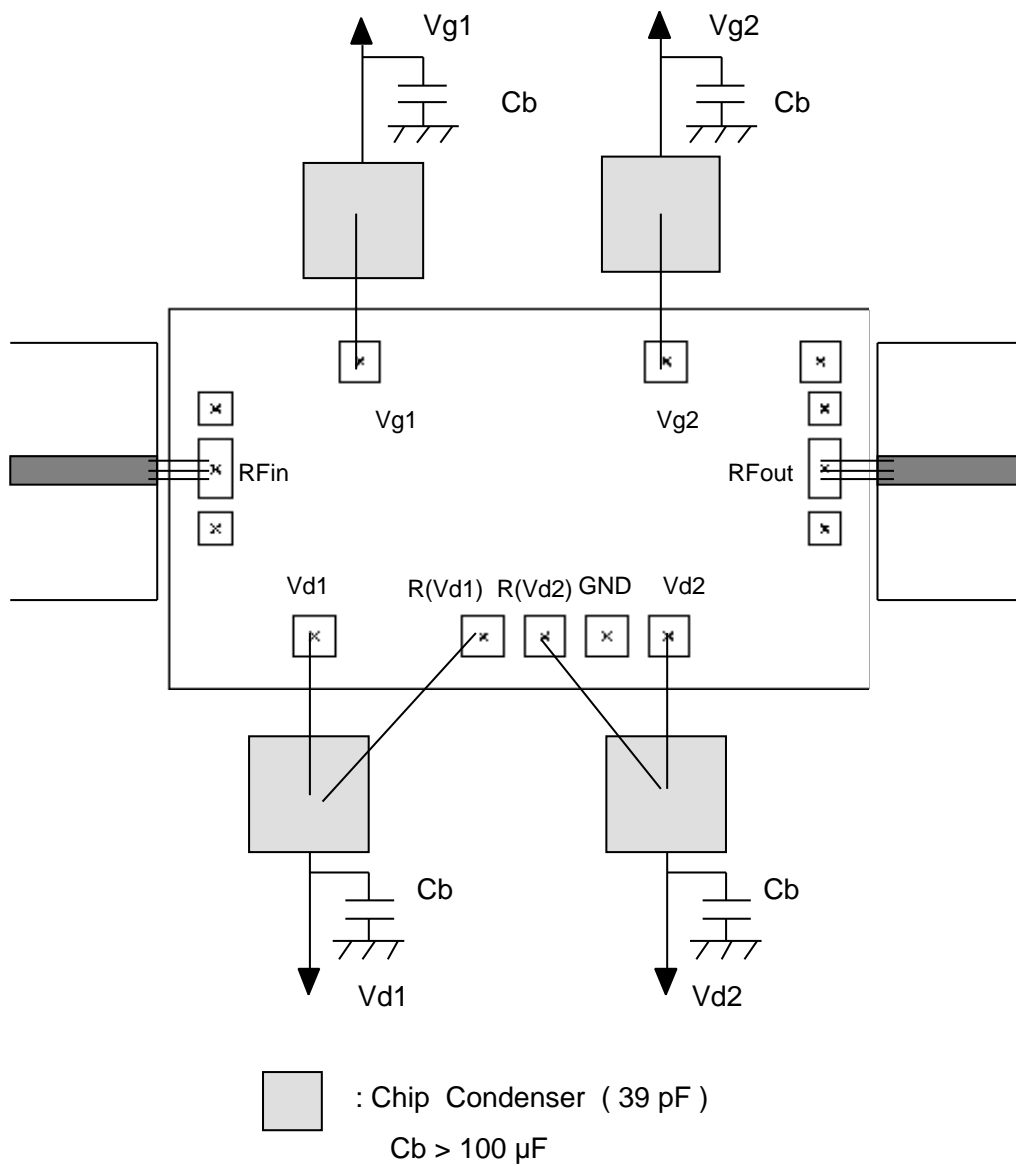 Vg1
Vg2
Cb
Cb
Vg1
Vg2
RFin
RFout
Vd1
R(Vd1)
R(Vd2)
GND
Vd2
Cb
Cb
Vd1
Vd2
: Chip Condenser ( 39 pF )
Cb > 100 µF